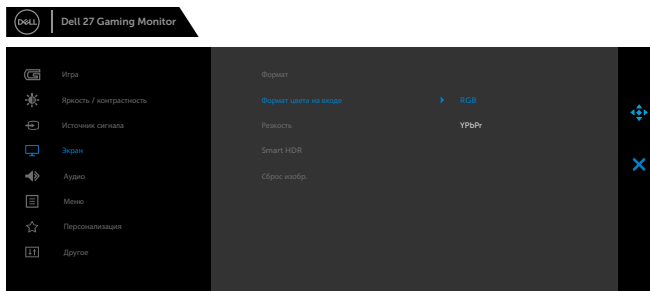 DELL
Dell 27 Gaming Monitor
Игра
Формат
Яркость / контрастность
Формат цвета на входе
RGB
Источник сигнала
Резкость
YPbPr
Экран
Smart HDR
Аудио
Сброс изобр.
Меню
Персонализация
Другое